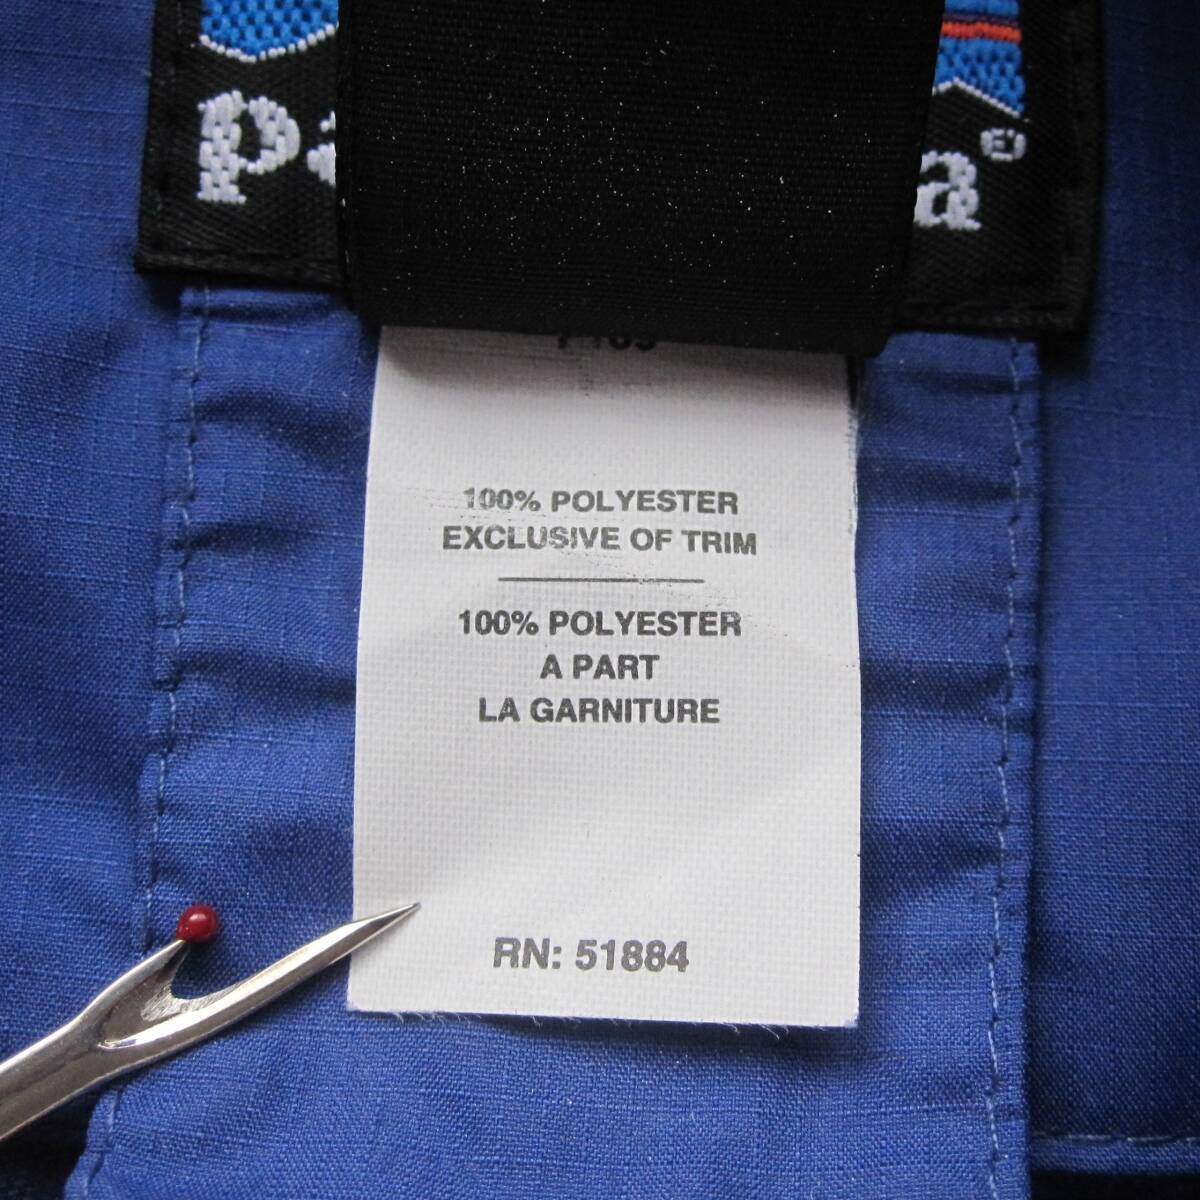 100% POLYESTER
EXCLUSIVE OF TRIM
100% POLYESTER
A PART
LA GARNITURE
RN: 51884